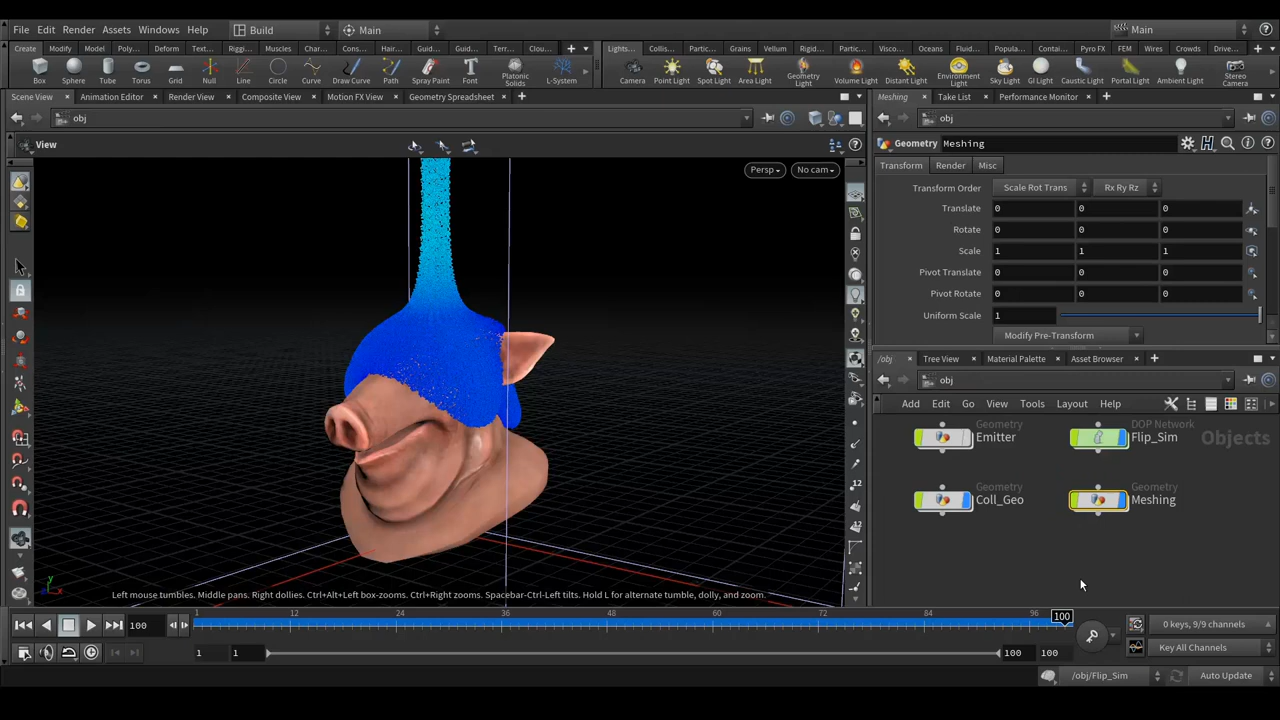 File Edit Render Assets Windows Help Build Main Main
Create Modify Model Poly... Deform Text... Riggi... Muscles Char... Cons... Hair... Guid... Guid... Terr... Clou... Lights... Collis... Partic... Grains Vellum Rigid... Partic... Visco... Oceans Fluid... Popula... Contai... Pyro FX FEM Wires Crowds Drive...
Box Sphere Tube Torus Grid Null Line Circle Curve Draw Curve Path Spray Paint Font Platonic Solids L-System Camera Point Light Spot Light Area Light Geometry Light Volume Light Distant Light Environment Light Sky Light GI Light Caustic Light Portal Light Ambient Light Stereo Camera
Scene View Animation Editor Render View Composite View Motion FX View Geometry Spreadsheet Meshing Take List Performance Monitor
obj obj
View Geometry Meshing
Persp No cam Transform Render Misc
Transform Order Scale Rot Trans Rx Ry Rz
Translate 0 0 0
Rotate 0 0 0
Scale 1 1 1
Pivot Translate 0 0 0
Pivot Rotate 0 0 0
Uniform Scale 1
Modify Pre-Transform
/obj Tree View Material Palette Asset Browser
obj
Add Edit Go View Tools Layout Help
Geometry DOP Network
Emitter Flip_Sim Objects
Geometry Geometry
Coll_Geo Meshing
12
Left mouse tumbles. Middle pans. Right dollies. Ctrl+Alt+Left box-zooms. Ctrl+Right zooms. Spacebar-Ctrl-Left tilts. Hold L for alternate tumble, dolly, and zoom.
y
1 12 24 36 48 60 72 84 96 100
100 0 keys, 9/9 channels
1 1 100 100 Key All Channels
/obj/Flip_Sim Auto Update